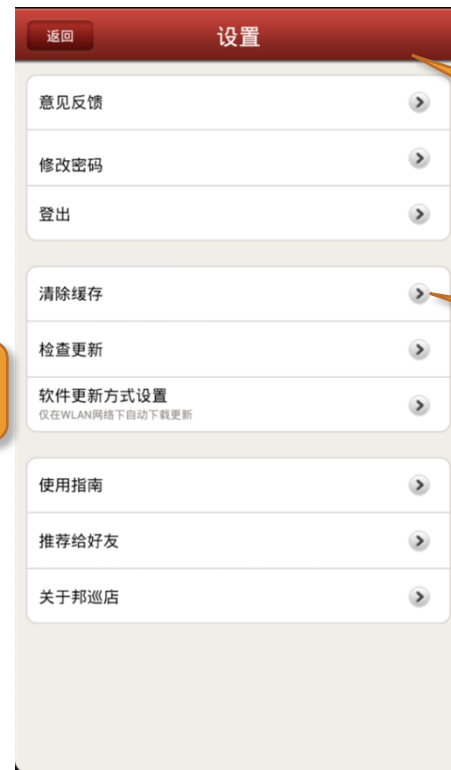 返回
设置
意见反馈
修改密码
登出
清除缓存
检查更新
软件更新方式设置
仅在WLAN网络下自动下载更新
使用指南
推荐给好友
关于邦巡店